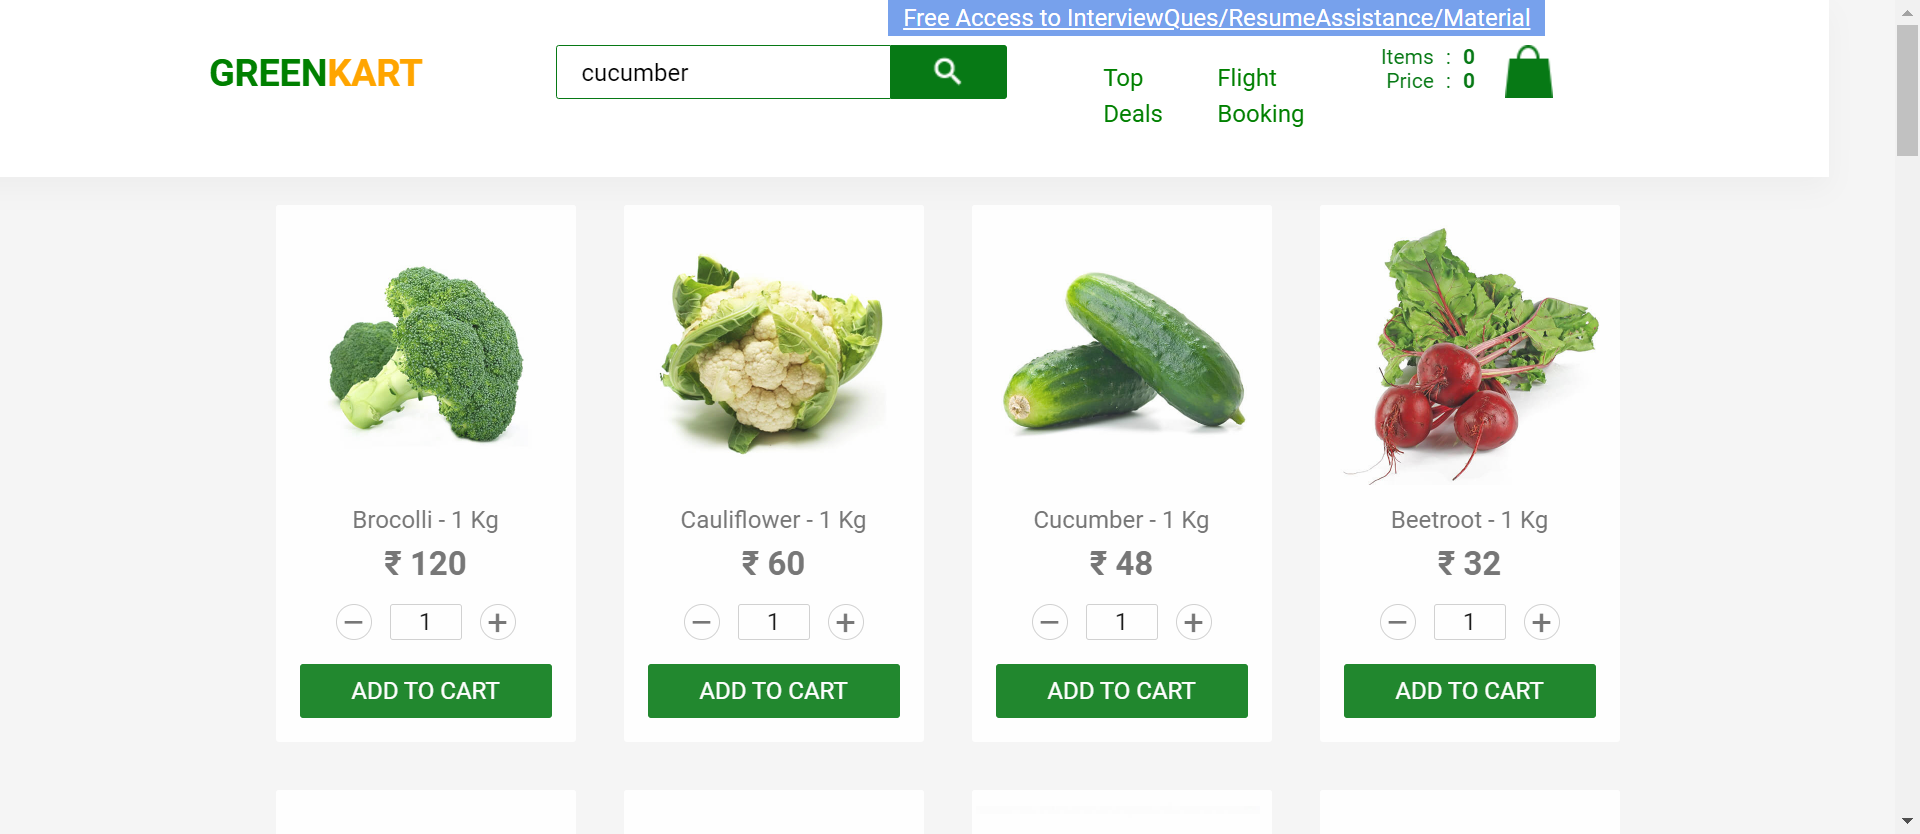 Free Access to InterviewQues/ResumeAssistance/Material
GREENKART
cucumber
Top Deals
Flight Booking
Items : 0
Price : 0
Brocolli - 1 Kg
₹ 120
− 1 +
ADD TO CART
Cauliflower - 1 Kg
₹ 60
− 1 +
ADD TO CART
Cucumber - 1 Kg
₹ 48
− 1 +
ADD TO CART
Beetroot - 1 Kg
₹ 32
− 1 +
ADD TO CART